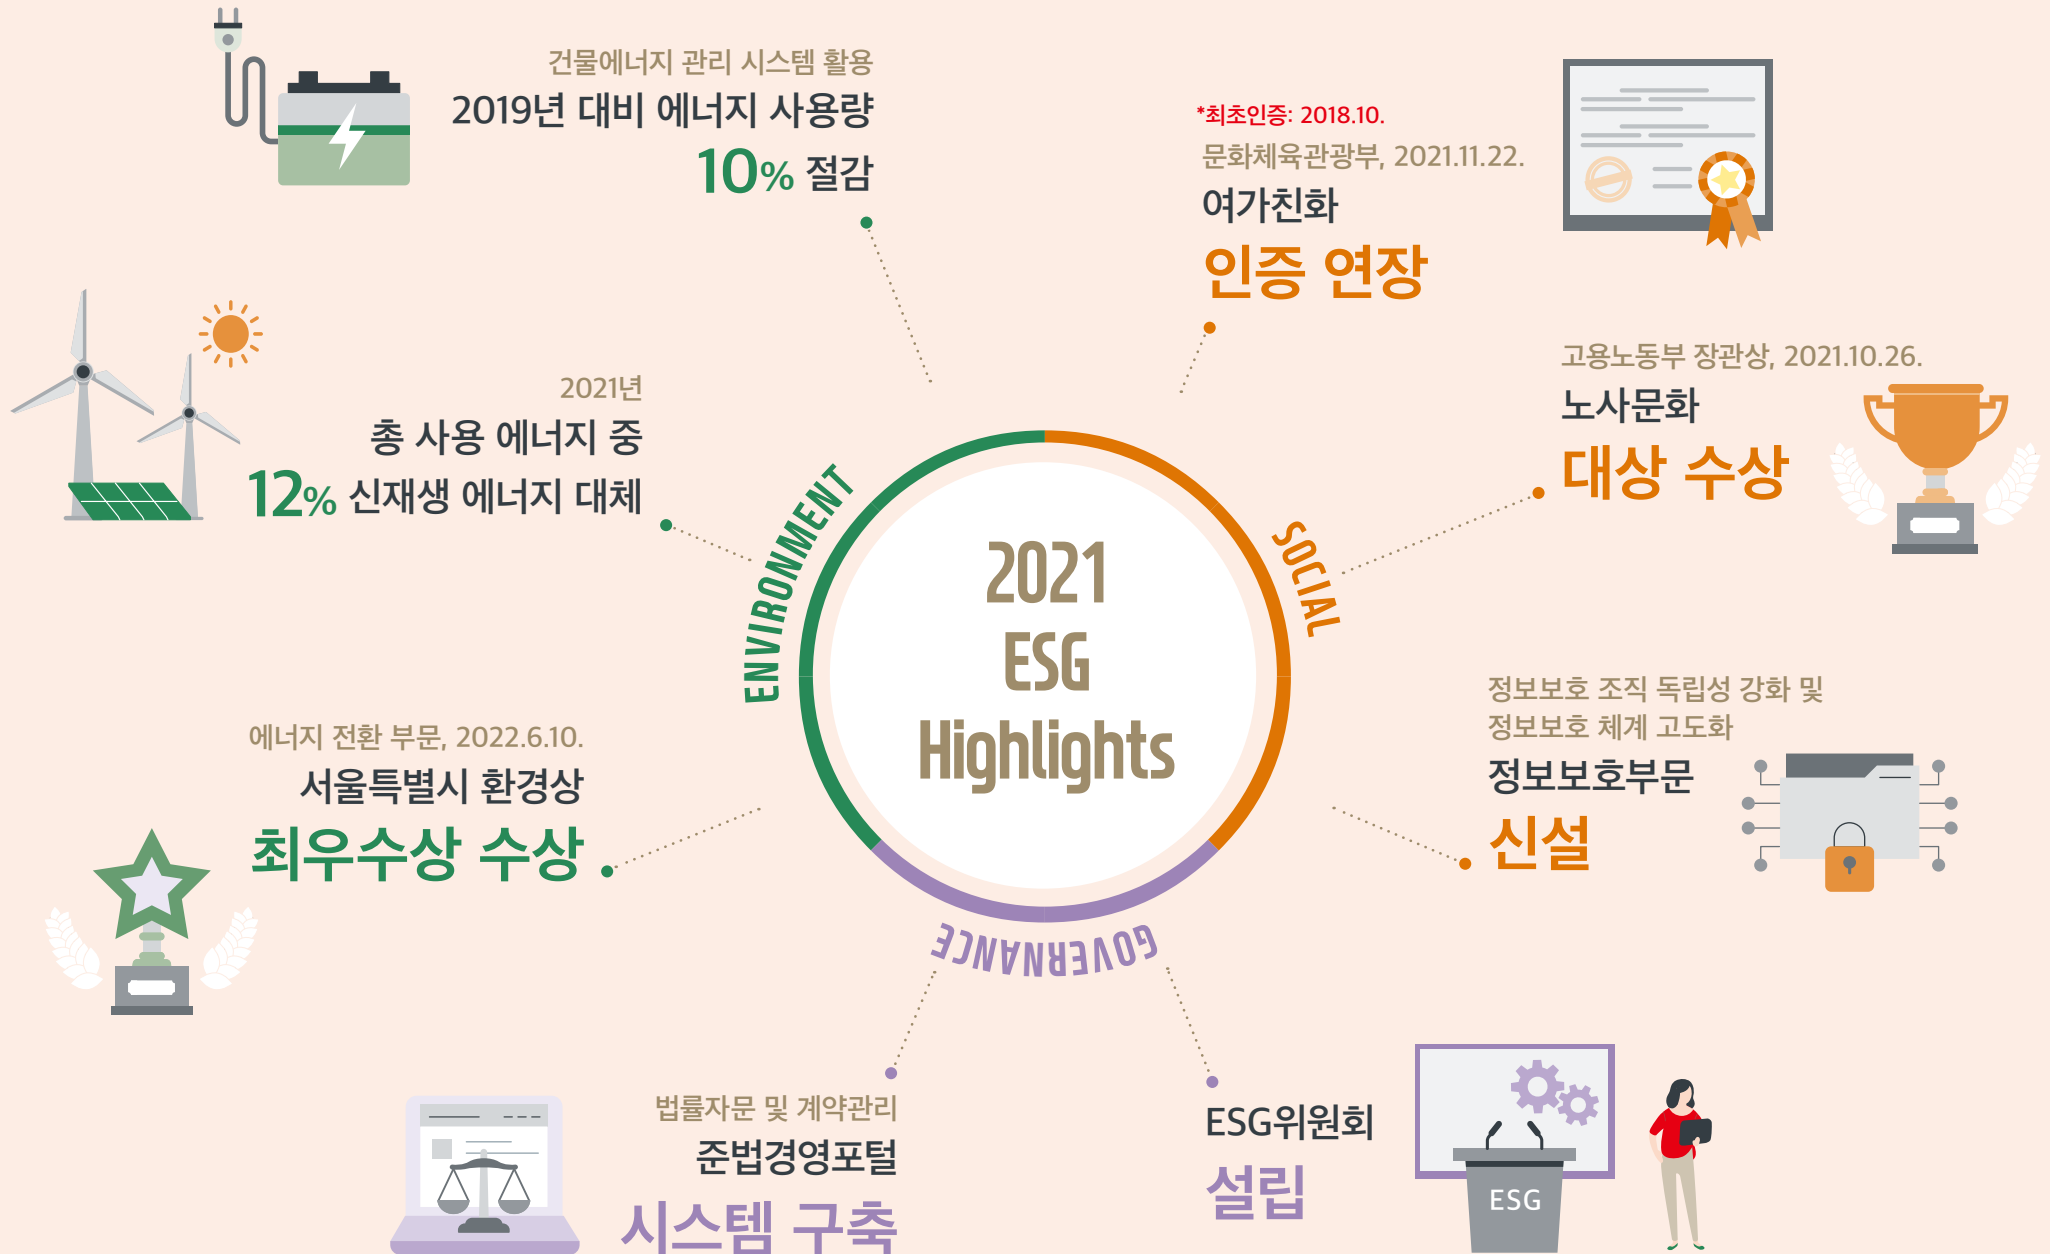 건물에너지 관리 시스템 활용
2019년 대비 에너지 사용량
10% 절감
2021년
총 사용 에너지 중
12% 신재생 에너지 대체
에너지 전환 부문, 2022.6.10.
서울특별시 환경상
최우수상 수상
*최초인증: 2018.10.
문화체육관광부, 2021.11.22.
여가친화
인증 연장
고용노동부 장관상, 2021.10.26.
노사문화
대상 수상
정보보호 조직 독립성 강화 및
정보보호 체계 고도화
정보보호부문
신설
ENVIRONMENT
SOCIAL
GOVERNANCE
2021
ESG
Highlights
법률자문 및 계약관리
준법경영포털
시스템 구축
ESG위원회
설립
ESG